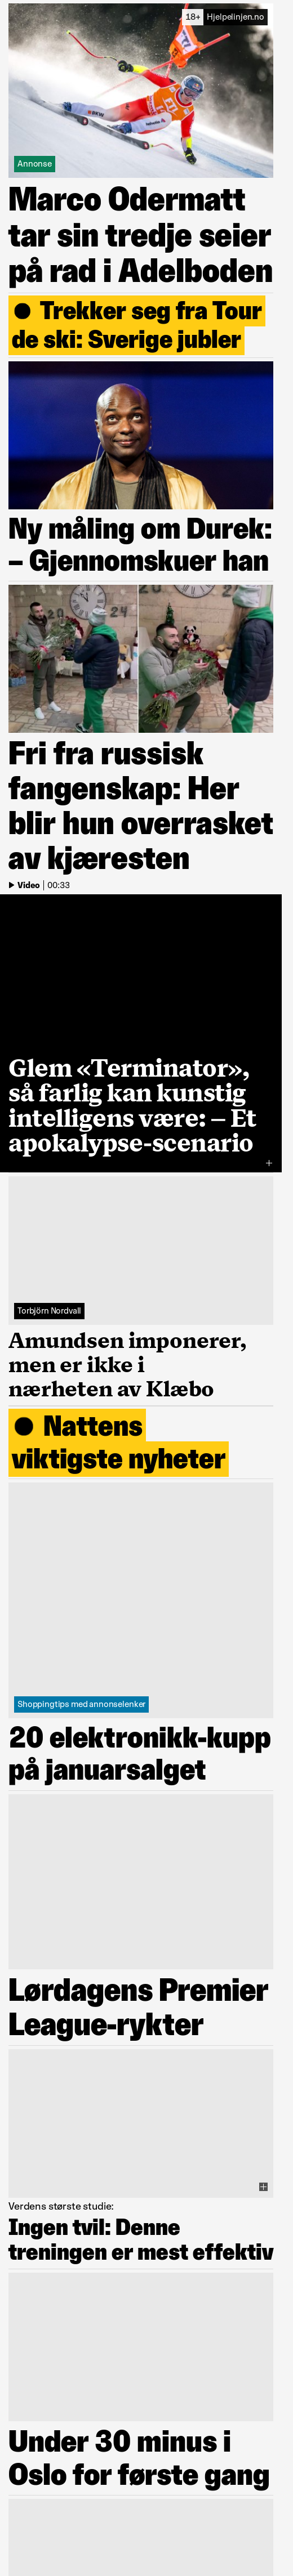 18+ Hjelpelinjen.no
Annonse
Marco Odermatt
tar sin tredje seier
på rad i Adelboden
Trekker seg fra Tour
de ski: Sverige jubler
Ny måling om Durek:
– Gjennomskuer han
Fri fra russisk
fangenskap: Her
blir hun overrasket
av kjæresten
Video | 00:33
Glem «Terminator»,
så farlig kan kunstig
intelligens være: – Et
apokalypse-scenario
Torbjörn Nordvall
Amundsen imponerer,
men er ikke i
nærheten av Klæbo
Nattens
viktigste nyheter
Shoppingtips med annonselenker
20 elektronikk-kupp
på januarsalget
Lørdagens Premier
League-rykter
Verdens største studie:
Ingen tvil: Denne
treningen er mest effektiv
Under 30 minus i
Oslo for første gang